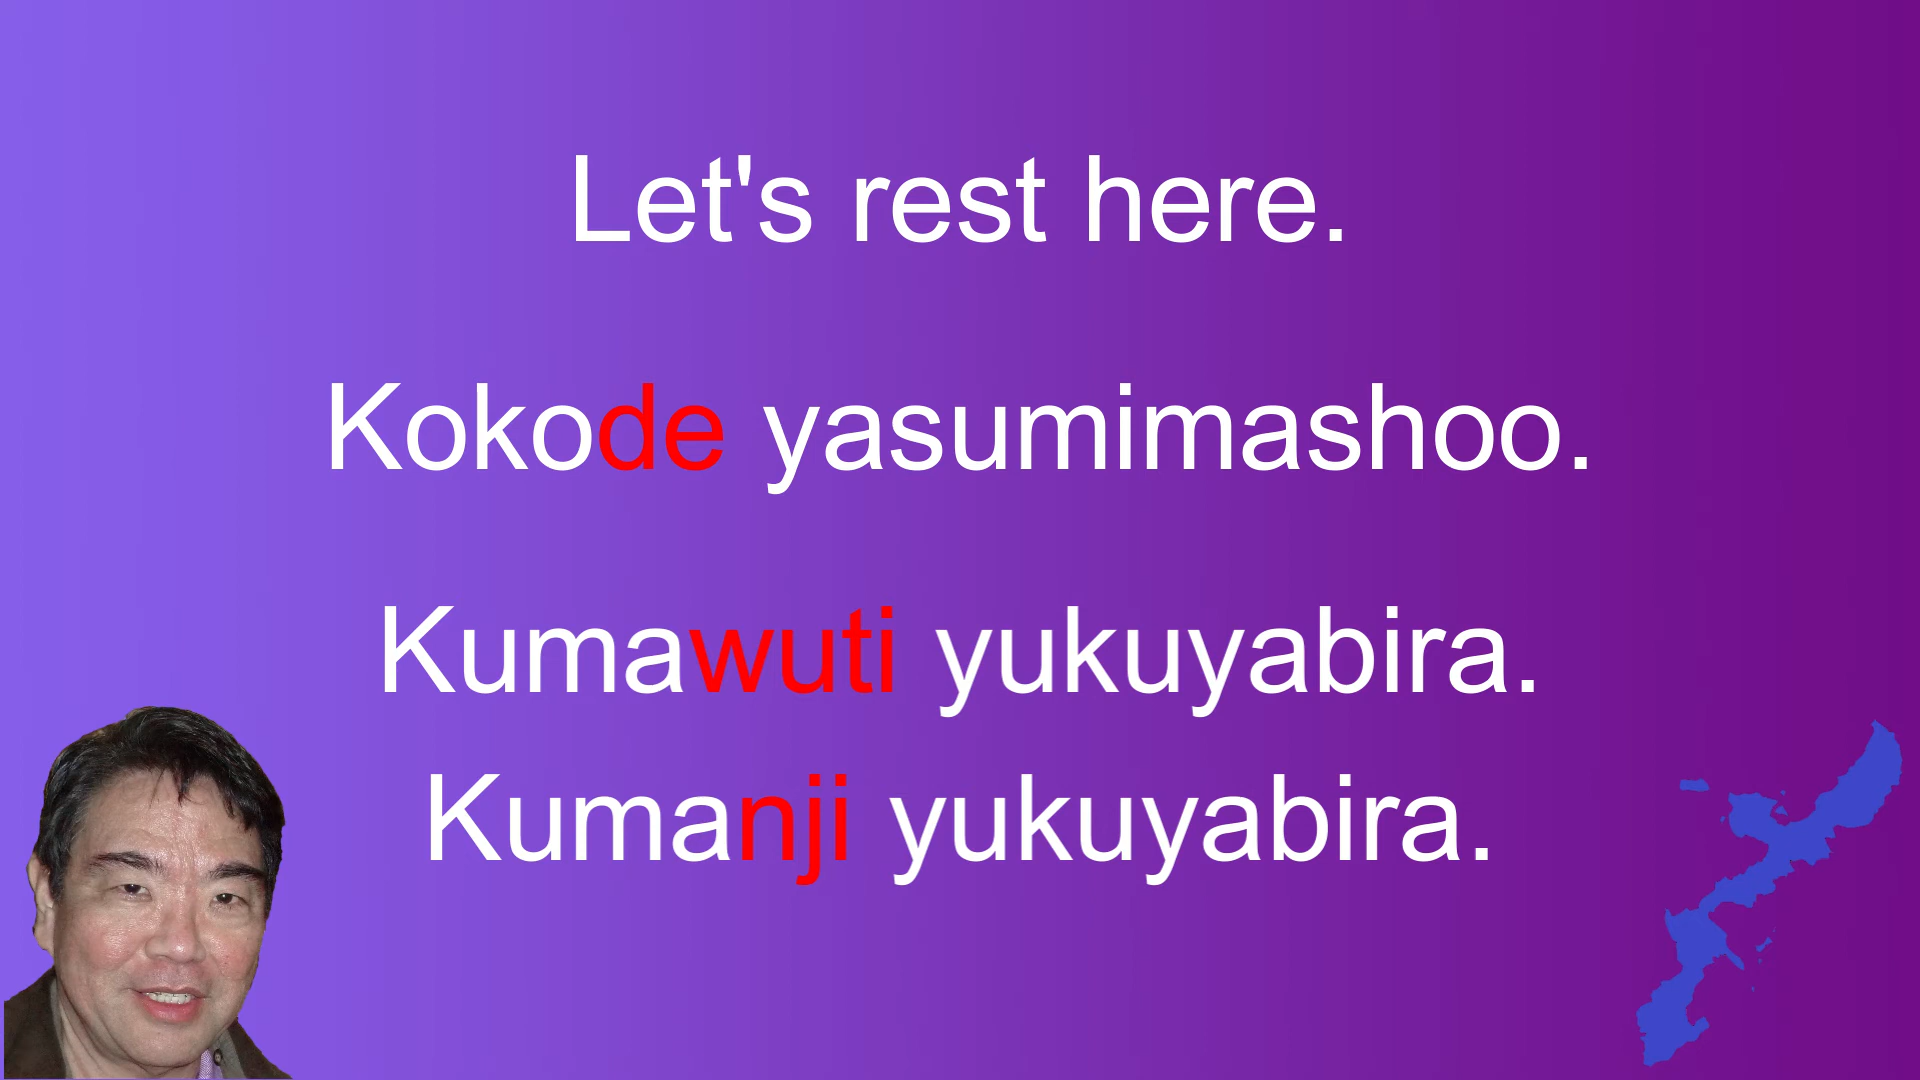 Let's rest here.
Kokode yasumimashoo.
Kumawuti yukuyabira.
Kumanji yukuyabira.